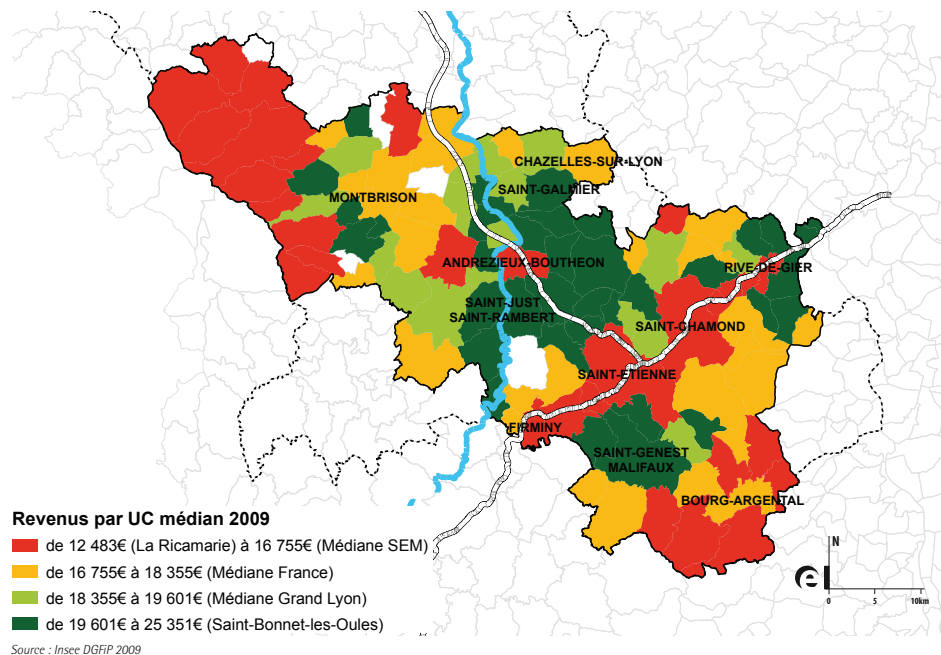 CHAZELLES-SUR-LYON
SAINT-GALMIER
MONTBRISON
ANDREZIEUX-BOUTHEON
RIVE-DE-GIER
SAINT-JUST
SAINT-RAMBERT
SAINT-CHAMOND
SAINT-ETIENNE
FIRMINY
SAINT-GENEST
MALIFAUX
BOURG-ARGENTAL
Revenus par UC médian 2009
de 12 483€ (La Ricamarie) à 16 755€ (Médiane SEM)
de 16 755€ à 18 355€ (Médiane France)
de 18 355€ à 19 601€ (Médiane Grand Lyon)
de 19 601€ à 25 351€ (Saint-Bonnet-les-Oules)
N
0 5 10km
Source : Insee DGFiP 2009